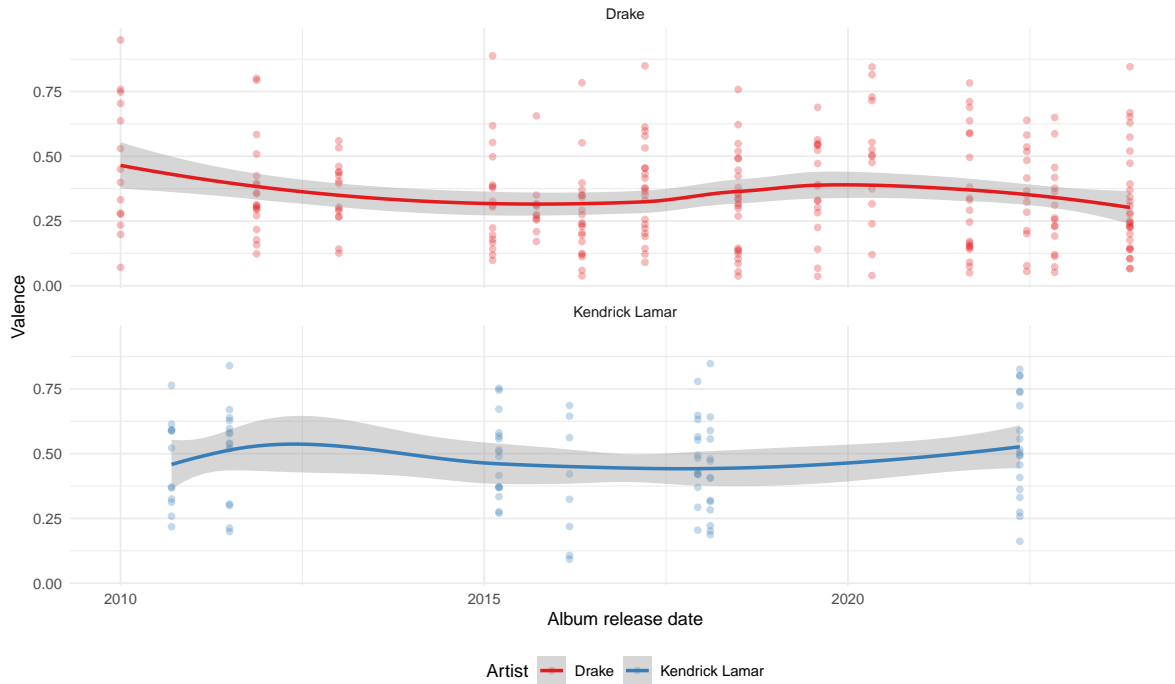 Drake
0.75
0.50
0.25
0.00
Valence
Kendrick Lamar
0.75
0.50
0.25
0.00
2010 2015 2020
Album release date
Artist Drake Kendrick Lamar